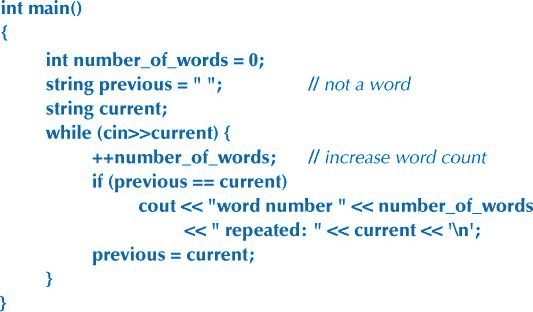 int main()
{
int number_of_words = 0;
string previous = " "; // not a word
string current;
while (cin>>current) {
++number_of_words; // increase word count
if (previous == current)
cout << "word number " << number_of_words
<< " repeated: " << current << '\n';
previous = current;
}
}